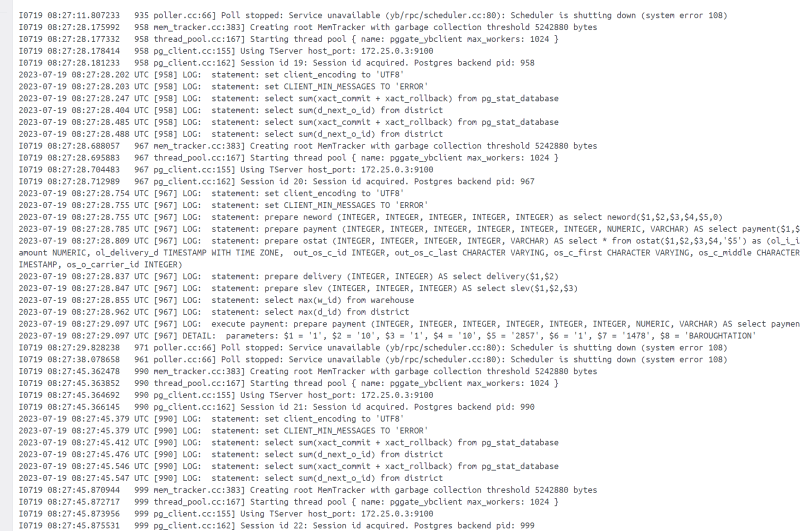 I0719 08:27:11.807233   935 poller.cc:66] Poll stopped: Service unavailable (yb/rpc/scheduler.cc:80): Scheduler is shutting down (system error 108)
I0719 08:27:28.175992   958 mem_tracker.cc:383] Creating root MemTracker with garbage collection threshold 5242880 bytes
I0719 08:27:28.177332   958 thread_pool.cc:167] Starting thread pool { name: pggate_ybclient max_workers: 1024 }
I0719 08:27:28.178414   958 pg_client.cc:155] Using TServer host_port: 172.25.0.3:9100
I0719 08:27:28.181233   958 pg_client.cc:162] Session id 19: Session id acquired. Postgres backend pid: 958
2023-07-19 08:27:28.202 UTC [958] LOG:  statement: set client_encoding to 'UTF8'
2023-07-19 08:27:28.203 UTC [958] LOG:  statement: set CLIENT_MIN_MESSAGES TO 'ERROR'
2023-07-19 08:27:28.247 UTC [958] LOG:  statement: select sum(xact_commit + xact_rollback) from pg_stat_database
2023-07-19 08:27:28.404 UTC [958] LOG:  statement: select sum(d_next_o_id) from district
2023-07-19 08:27:28.485 UTC [958] LOG:  statement: select sum(xact_commit + xact_rollback) from pg_stat_database
2023-07-19 08:27:28.488 UTC [958] LOG:  statement: select sum(d_next_o_id) from district
I0719 08:27:28.688057   967 mem_tracker.cc:383] Creating root MemTracker with garbage collection threshold 5242880 bytes
I0719 08:27:28.695883   967 thread_pool.cc:167] Starting thread pool { name: pggate_ybclient max_workers: 1024 }
I0719 08:27:28.704483   967 pg_client.cc:155] Using TServer host_port: 172.25.0.3:9100
I0719 08:27:28.712989   967 pg_client.cc:162] Session id 20: Session id acquired. Postgres backend pid: 967
2023-07-19 08:27:28.754 UTC [967] LOG:  statement: set client_encoding to 'UTF8'
2023-07-19 08:27:28.755 UTC [967] LOG:  statement: set CLIENT_MIN_MESSAGES TO 'ERROR'
2023-07-19 08:27:28.755 UTC [967] LOG:  statement: prepare neword (INTEGER, INTEGER, INTEGER, INTEGER, INTEGER) as select neword($1,$2,$3,$4,$5,0)
2023-07-19 08:27:28.785 UTC [967] LOG:  statement: prepare payment (INTEGER, INTEGER, INTEGER, INTEGER, INTEGER, INTEGER, NUMERIC, VARCHAR) AS select payment($1,$
2023-07-19 08:27:28.809 UTC [967] LOG:  statement: prepare ostat (INTEGER, INTEGER, INTEGER, INTEGER, VARCHAR) AS select * from ostat($1,$2,$3,$4,'$5') as (ol_i_i
amount NUMERIC, ol_delivery_d TIMESTAMP WITH TIME ZONE,  out_os_c_id INTEGER, out_os_c_last CHARACTER VARYING, os_c_first CHARACTER VARYING, os_c_middle CHARACTER
IMESTAMP, os_o_carrier_id INTEGER)
2023-07-19 08:27:28.837 UTC [967] LOG:  statement: prepare delivery (INTEGER, INTEGER) AS select delivery($1,$2)
2023-07-19 08:27:28.847 UTC [967] LOG:  statement: prepare slev (INTEGER, INTEGER, INTEGER) AS select slev($1,$2,$3)
2023-07-19 08:27:28.855 UTC [967] LOG:  statement: select max(w_id) from warehouse
2023-07-19 08:27:28.962 UTC [967] LOG:  statement: select max(d_id) from district
2023-07-19 08:27:29.097 UTC [967] LOG:  execute payment: prepare payment (INTEGER, INTEGER, INTEGER, INTEGER, INTEGER, INTEGER, NUMERIC, VARCHAR) AS select paymen
2023-07-19 08:27:29.097 UTC [967] DETAIL:  parameters: $1 = '1', $2 = '10', $3 = '1', $4 = '10', $5 = '2857', $6 = '1', $7 = '1478', $8 = 'BAROUGHTATION'
I0719 08:27:29.828238   971 poller.cc:66] Poll stopped: Service unavailable (yb/rpc/scheduler.cc:80): Scheduler is shutting down (system error 108)
I0719 08:27:38.078658   961 poller.cc:66] Poll stopped: Service unavailable (yb/rpc/scheduler.cc:80): Scheduler is shutting down (system error 108)
I0719 08:27:45.362478   990 mem_tracker.cc:383] Creating root MemTracker with garbage collection threshold 5242880 bytes
I0719 08:27:45.363852   990 thread_pool.cc:167] Starting thread pool { name: pggate_ybclient max_workers: 1024 }
I0719 08:27:45.364692   990 pg_client.cc:155] Using TServer host_port: 172.25.0.3:9100
I0719 08:27:45.366145   990 pg_client.cc:162] Session id 21: Session id acquired. Postgres backend pid: 990
2023-07-19 08:27:45.379 UTC [990] LOG:  statement: set client_encoding to 'UTF8'
2023-07-19 08:27:45.379 UTC [990] LOG:  statement: set CLIENT_MIN_MESSAGES TO 'ERROR'
2023-07-19 08:27:45.412 UTC [990] LOG:  statement: select sum(xact_commit + xact_rollback) from pg_stat_database
2023-07-19 08:27:45.476 UTC [990] LOG:  statement: select sum(d_next_o_id) from district
2023-07-19 08:27:45.546 UTC [990] LOG:  statement: select sum(xact_commit + xact_rollback) from pg_stat_database
2023-07-19 08:27:45.547 UTC [990] LOG:  statement: select sum(d_next_o_id) from district
I0719 08:27:45.870944   999 mem_tracker.cc:383] Creating root MemTracker with garbage collection threshold 5242880 bytes
I0719 08:27:45.872717   999 thread_pool.cc:167] Starting thread pool { name: pggate_ybclient max_workers: 1024 }
I0719 08:27:45.873956   999 pg_client.cc:155] Using TServer host_port: 172.25.0.3:9100
I0719 08:27:45.875531   999 pg_client.cc:162] Session id 22: Session id acquired. Postgres backend pid: 999